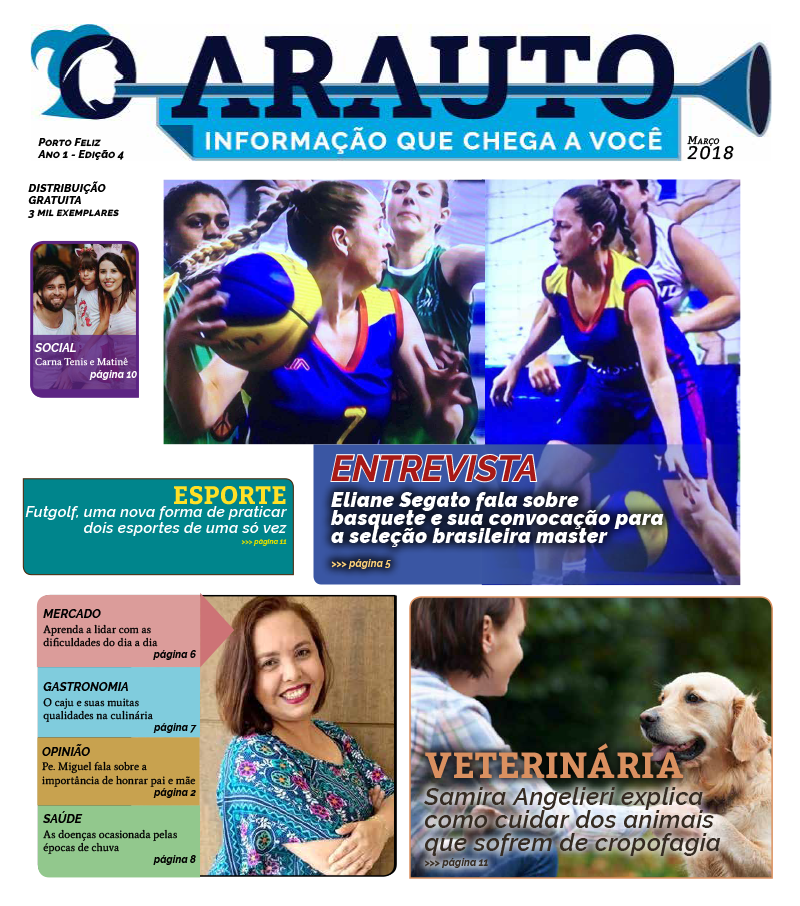 O ARAUTO
INFORMAÇÃO QUE CHEGA A VOCÊ
PORTO FELIZ
ANO 1 - EDIÇÃO 4
MARÇO
2018
DISTRIBUIÇÃO
GRATUITA
3 MIL EXEMPLARES
SOCIAL
Carna Tenis e Matinê
página 10
7
ENTREVISTA
Eliane Segato fala sobre
basquete e sua convocação para
a seleção brasileira master
>>> página 5
ESPORTE
Futgolf, uma nova forma de praticar
dois esportes de uma só vez
>>> página 11
MERCADO
Aprenda a lidar com as
dificuldades do dia a dia
página 6
GASTRONOMIA
O caju e suas muitas
qualidades na culinária
página 7
OPINIÃO
Pe. Miguel fala sobre a
importância de honrar pai e mãe
página 2
SAÚDE
As doenças ocasionada pelas
épocas de chuva
página 8
VETERINÁRIA
Samira Angelieri explica
como cuidar dos animais
que sofrem de cropofagia
>>> página 11